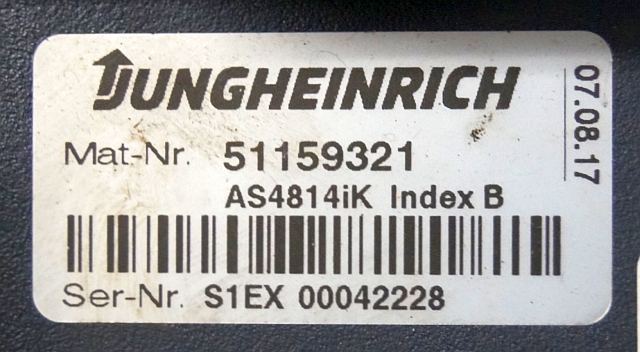 JUNGHEINRICH
Mat-Nr. 51159321
AS4814iK Index B
Ser-Nr. S1EX 00042228
07.08.17